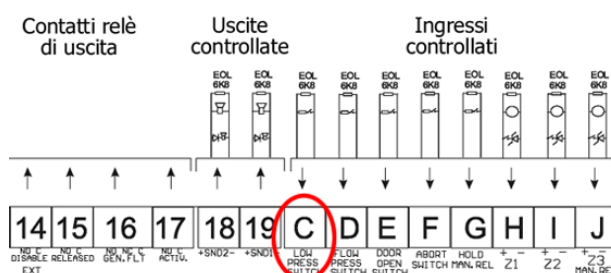 Contatti relè
di uscita
Uscite
controllate
Ingressi
controllati
EOL EOL EOL EOL EOL EOL EOL EOL EOL EOL
6K8 6K8 6K8 6K8 6K8 6K8 6K8 6K8 6K8 6K8
14 15 16 17 18 19 C D E F G H I J
NO C NO C NO NC C NO C +SND2- +SND1- LOW FLOW DOOR ABORT HOLD + - + - + -
DISABLE RELEASED GEN.FLT ACTIV. PRESS PRESS OPEN SWITCH MAN.REL Z1 Z2 Z3
EXT SWITCH SWITCH SWITCH